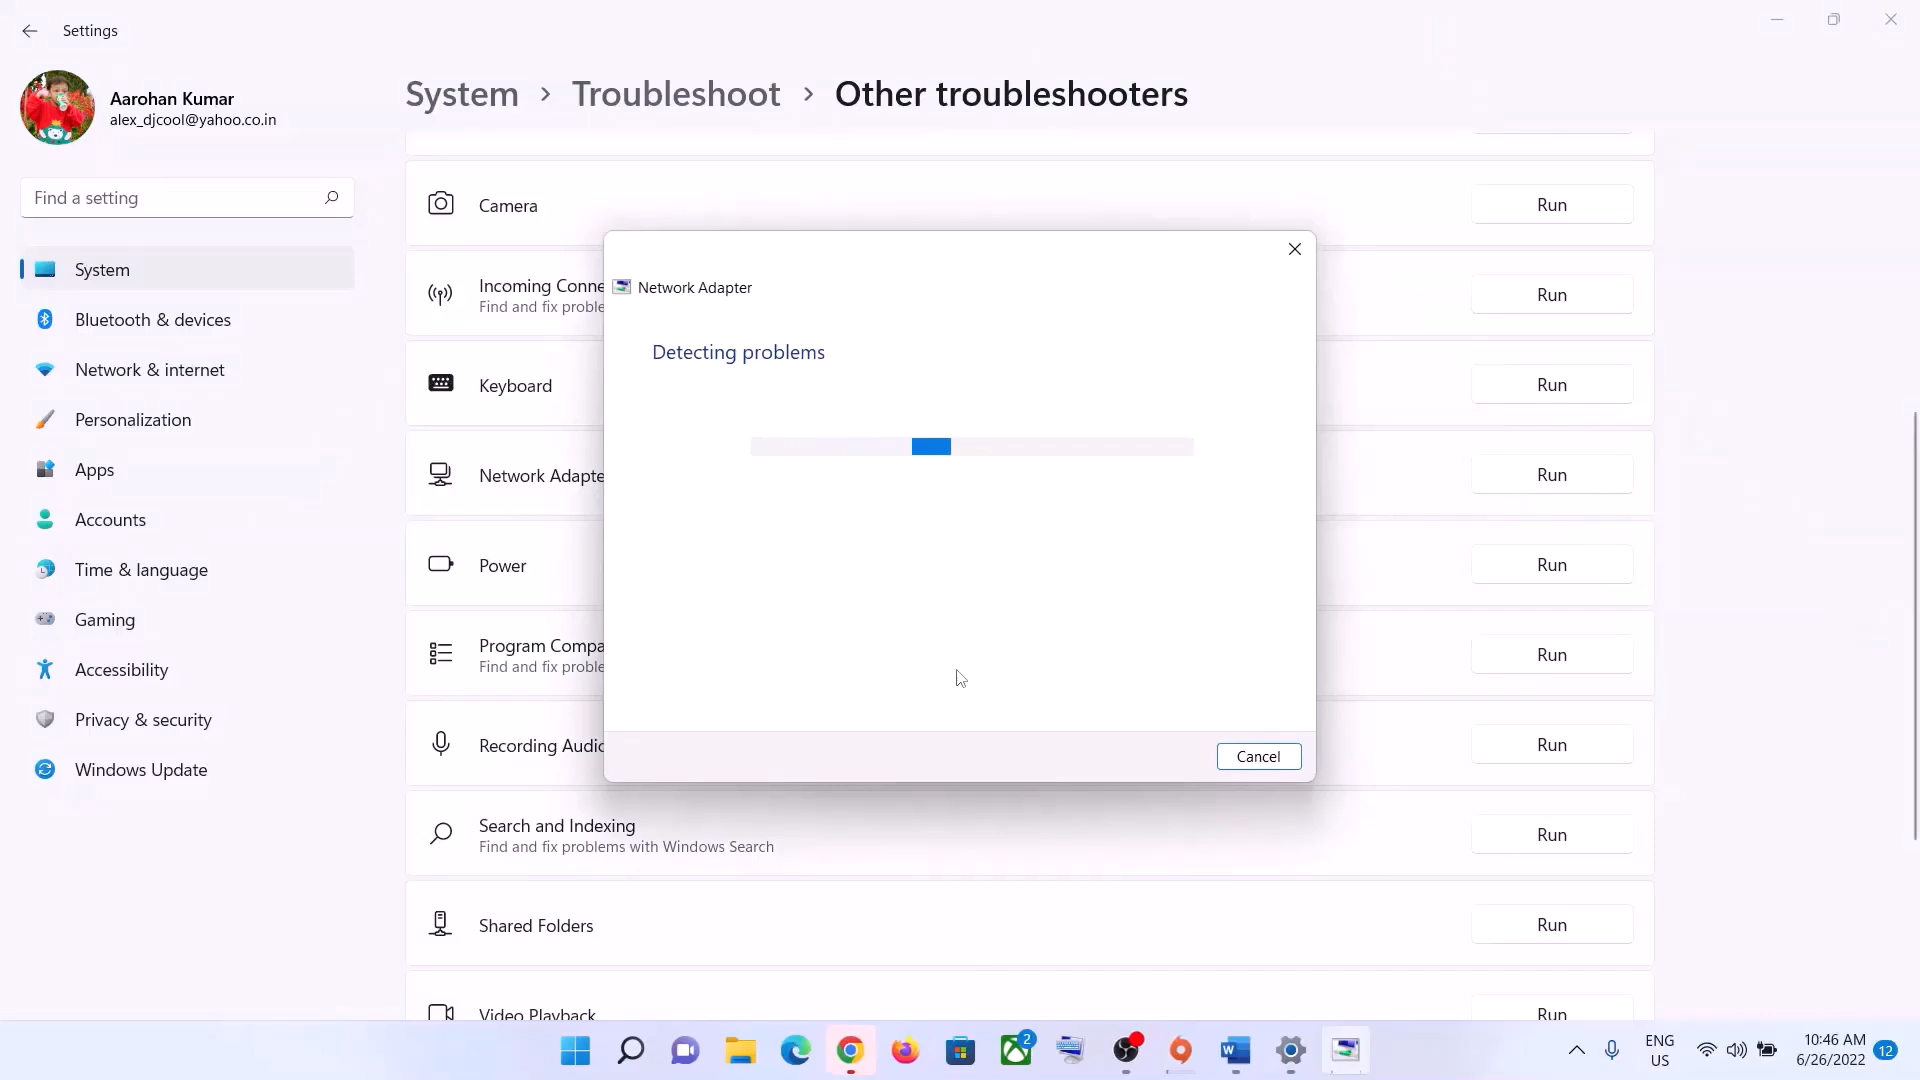 Settings
Aarohan Kumar
alex_djcool@yahoo.co.in
Find a setting
System
Bluetooth & devices
Network & internet
Personalization
Apps
Accounts
Time & language
Gaming
Accessibility
Privacy & security
Windows Update
System > Troubleshoot > Other troubleshooters
Camera
Run
Incoming Conne
Find and fix proble
Run
Keyboard
Run
Network Adapte
Run
Power
Run
Program Compa
Find and fix proble
Run
Recording Audio
Run
Search and Indexing
Find and fix problems with Windows Search
Run
Shared Folders
Run
Video Playback
Run
Network Adapter
Detecting problems
Cancel
2
ENG
US
10:46 AM
6/26/2022
12